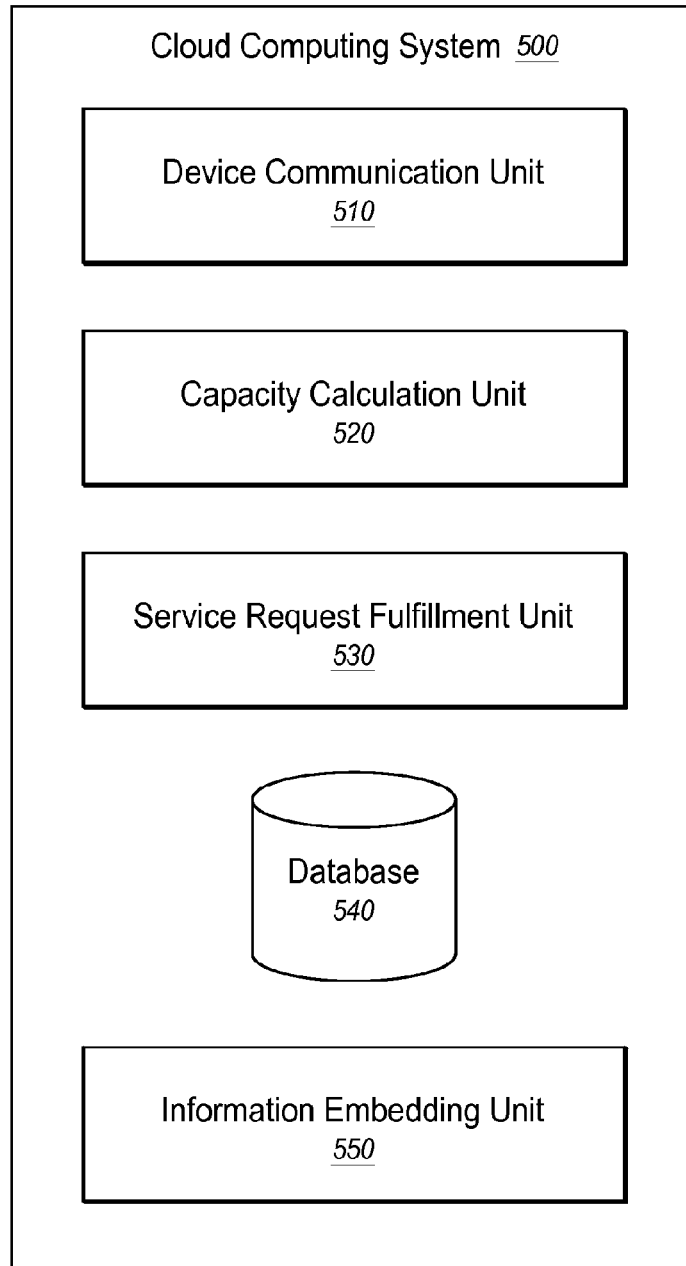 Cloud Computing System 500
Device Communication Unit
510
Capacity Calculation Unit
520
Service Request Fulfillment Unit
530
Database
540
Information Embedding Unit
550